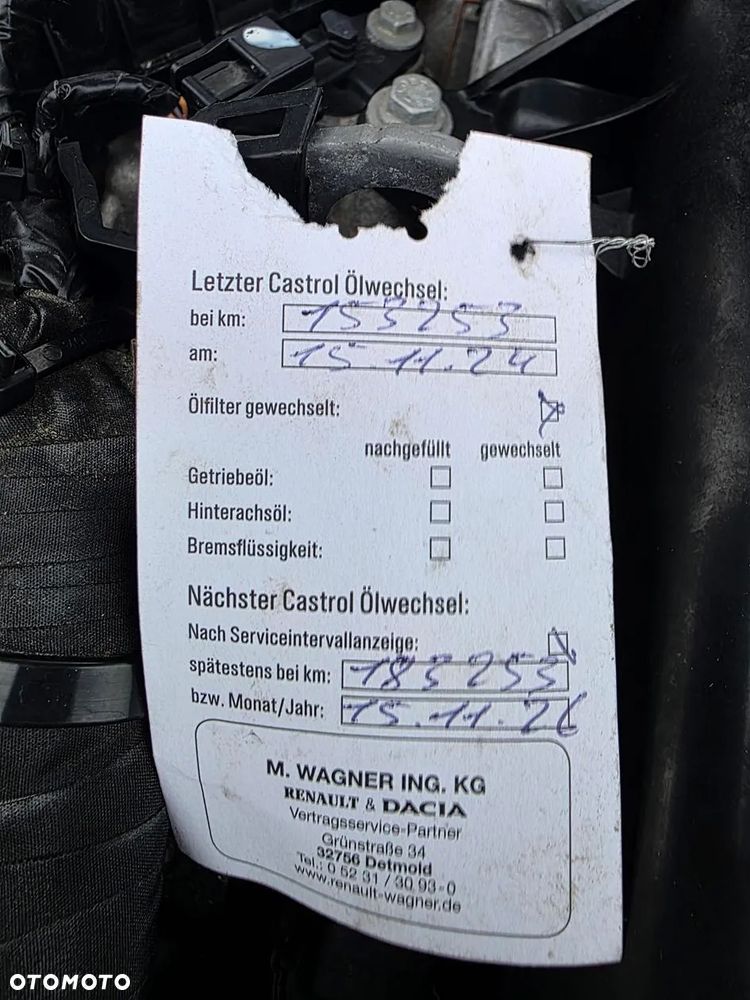 Letzter Castrol Ölwechsel:
bei km: 153253
am: 15.11.24
Ölfilter gewechselt:
nachgefüllt gewechselt
Getriebeöl:
Hinterachsöl:
Bremsflüssigkeit:
Nächster Castrol Ölwechsel:
Nach Serviceintervallanzeige:
spätestens bei km: 183253
bzw. Monat/Jahr: 15.11.26
M. WAGNER ING. KG
RENAULT & DACIA
Vertragsservice-Partner
Grünstraße 34
32756 Detmold
Tel.: 0 52 31 / 30 93-0
www.renault-wagner.de
OTOMOTO